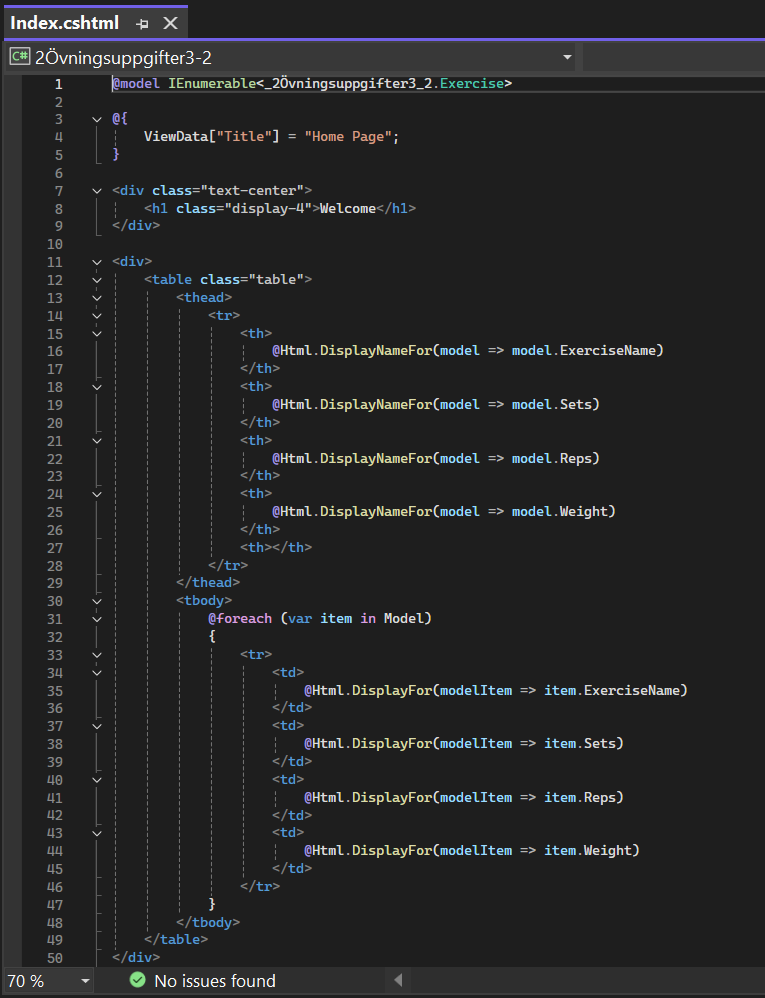 Index.cshtml
C# 2Övningsuppgifter3-2
1 @model IEnumerable<_2Övningsuppgifter3_2.Exercise>
2
3 @{
4     ViewData["Title"] = "Home Page";
5 }
6
7 <div class="text-center">
8     <h1 class="display-4">Welcome</h1>
9 </div>
10
11 <div>
12     <table class="table">
13         <thead>
14             <tr>
15                 <th>
16                     @Html.DisplayNameFor(model => model.ExerciseName)
17                 </th>
18                 <th>
19                     @Html.DisplayNameFor(model => model.Sets)
20                 </th>
21                 <th>
22                     @Html.DisplayNameFor(model => model.Reps)
23                 </th>
24                 <th>
25                     @Html.DisplayNameFor(model => model.Weight)
26                 </th>
27                 <th></th>
28             </tr>
29         </thead>
30         <tbody>
31             @foreach (var item in Model)
32             {
33                 <tr>
34                     <td>
35                         @Html.DisplayFor(modelItem => item.ExerciseName)
36                     </td>
37                     <td>
38                         @Html.DisplayFor(modelItem => item.Sets)
39                     </td>
40                     <td>
41                         @Html.DisplayFor(modelItem => item.Reps)
42                     </td>
43                     <td>
44                         @Html.DisplayFor(modelItem => item.Weight)
45                     </td>
46                 </tr>
47             }
48         </tbody>
49     </table>
50 </div>
70 % No issues found